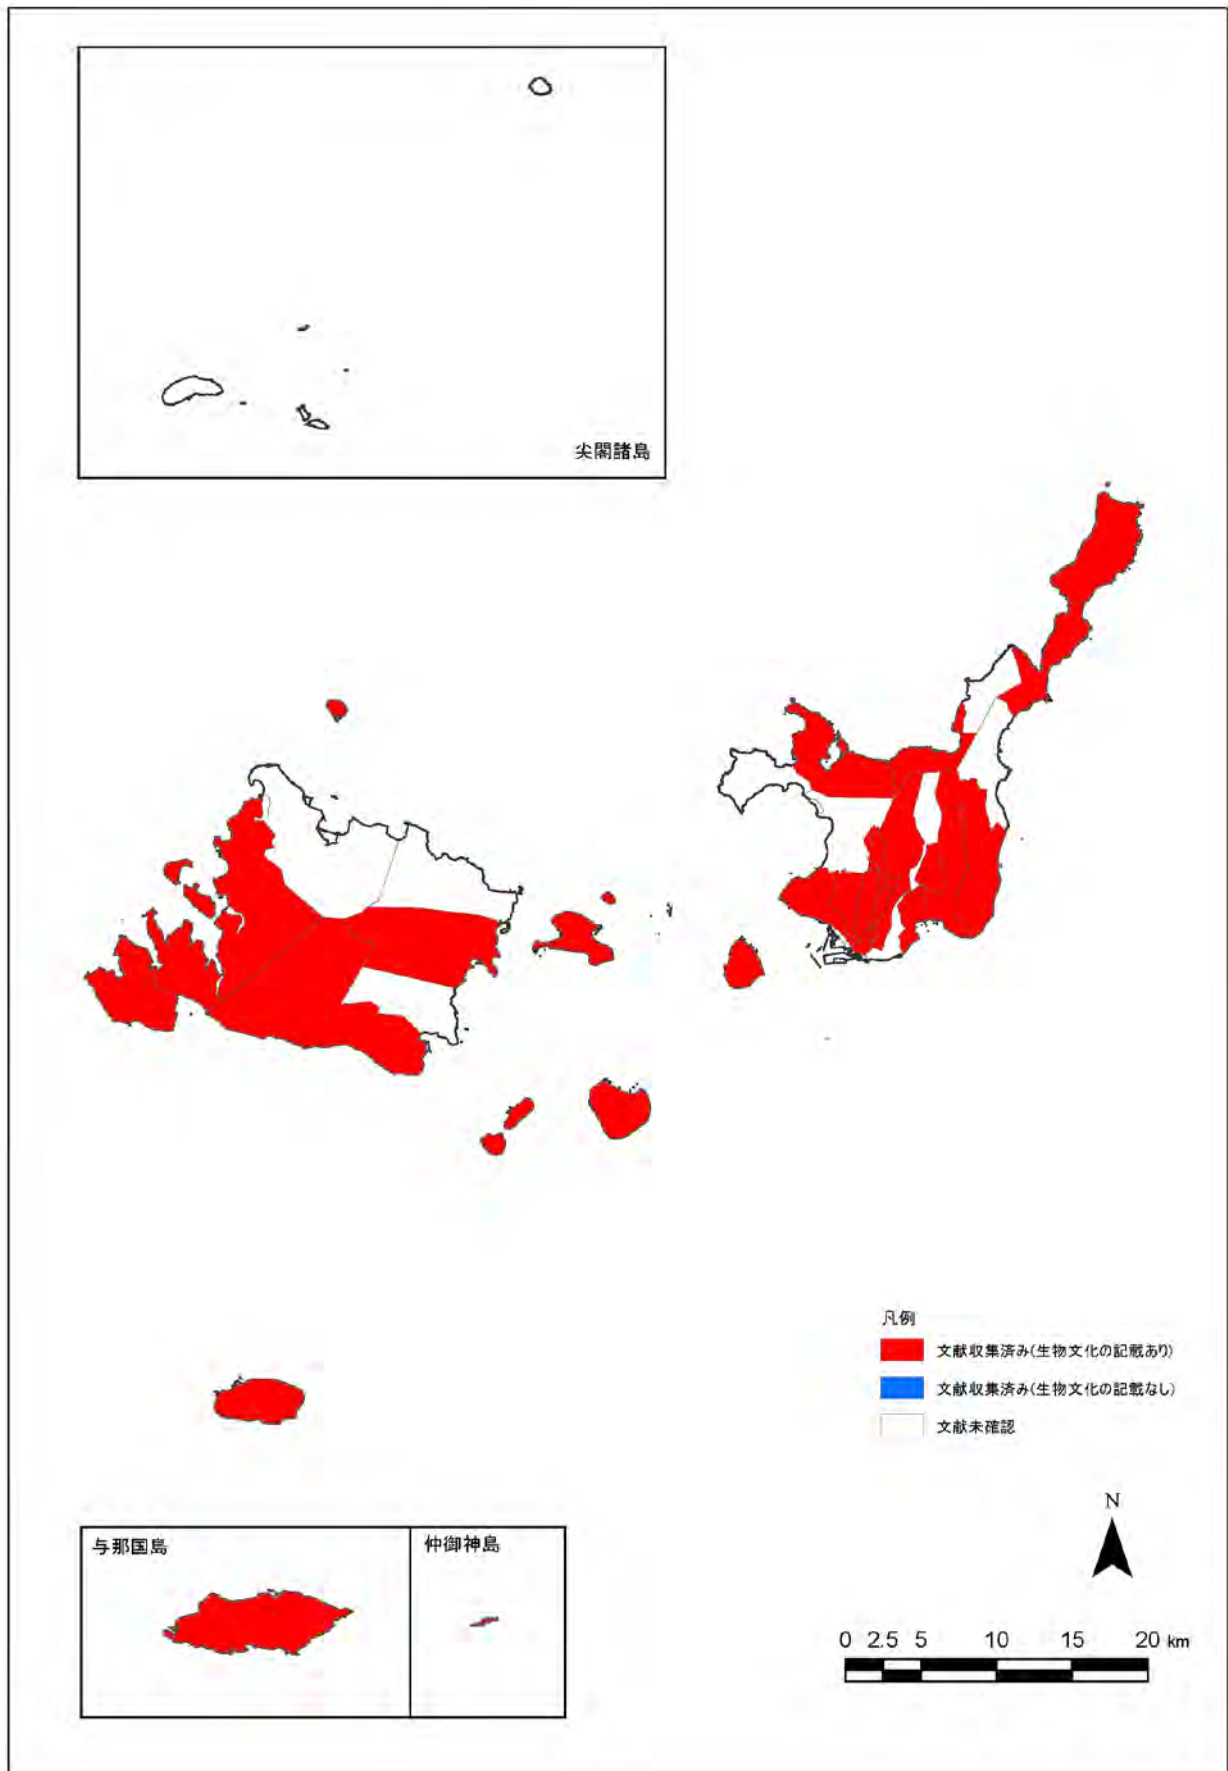 尖閣諸島
凡例
文献収集済み(生物文化の記載あり)
文献収集済み(生物文化の記載なし)
文献未確認
与那国島
仲御神島
N
0 2.5 5 10 15 20 km